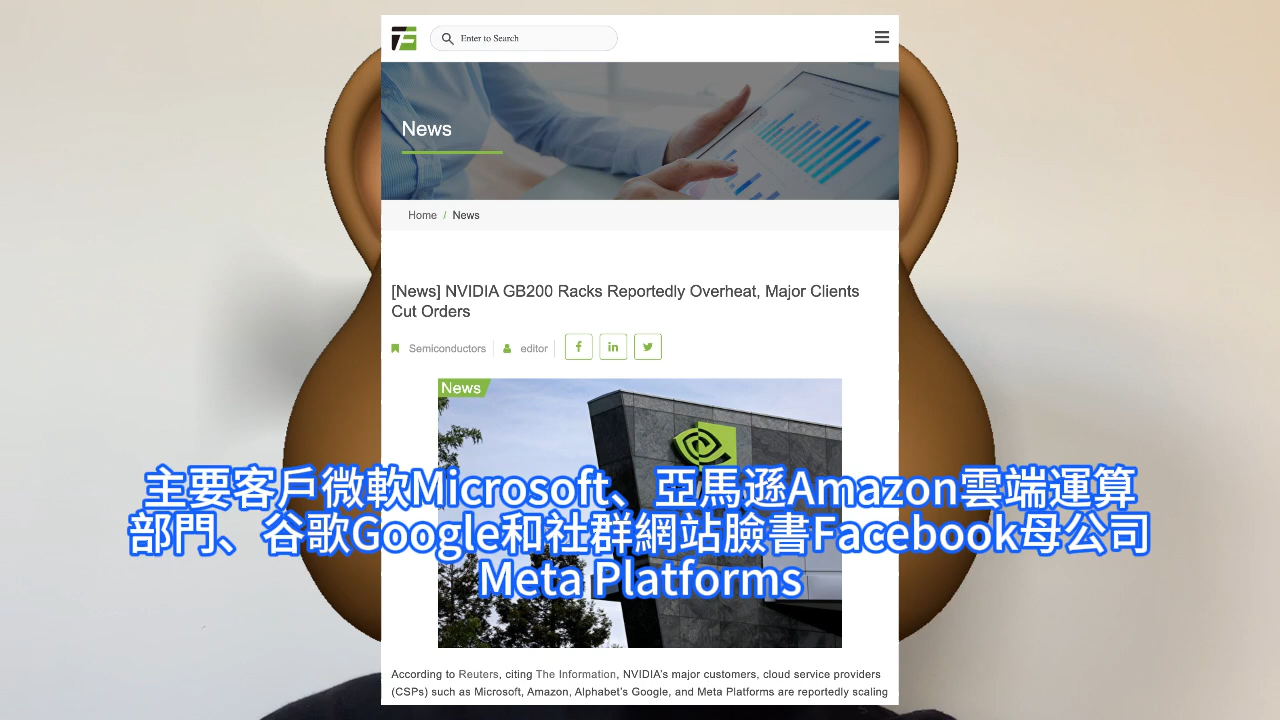 Enter to Search
News
Home / News
[News] NVIDIA GB200 Racks Reportedly Overheat, Major Clients
Cut Orders
Semiconductors
editor
News
主要客戶微軟Microsoft、亞馬遜Amazon雲端運算
部門、谷歌Google和社群網站臉書Facebook母公司
Meta Platforms
According to Reuters, citing The Information, NVIDIA's major customers, cloud service providers
(CSPs) such as Microsoft, Amazon, Alphabet's Google, and Meta Platforms are reportedly scaling